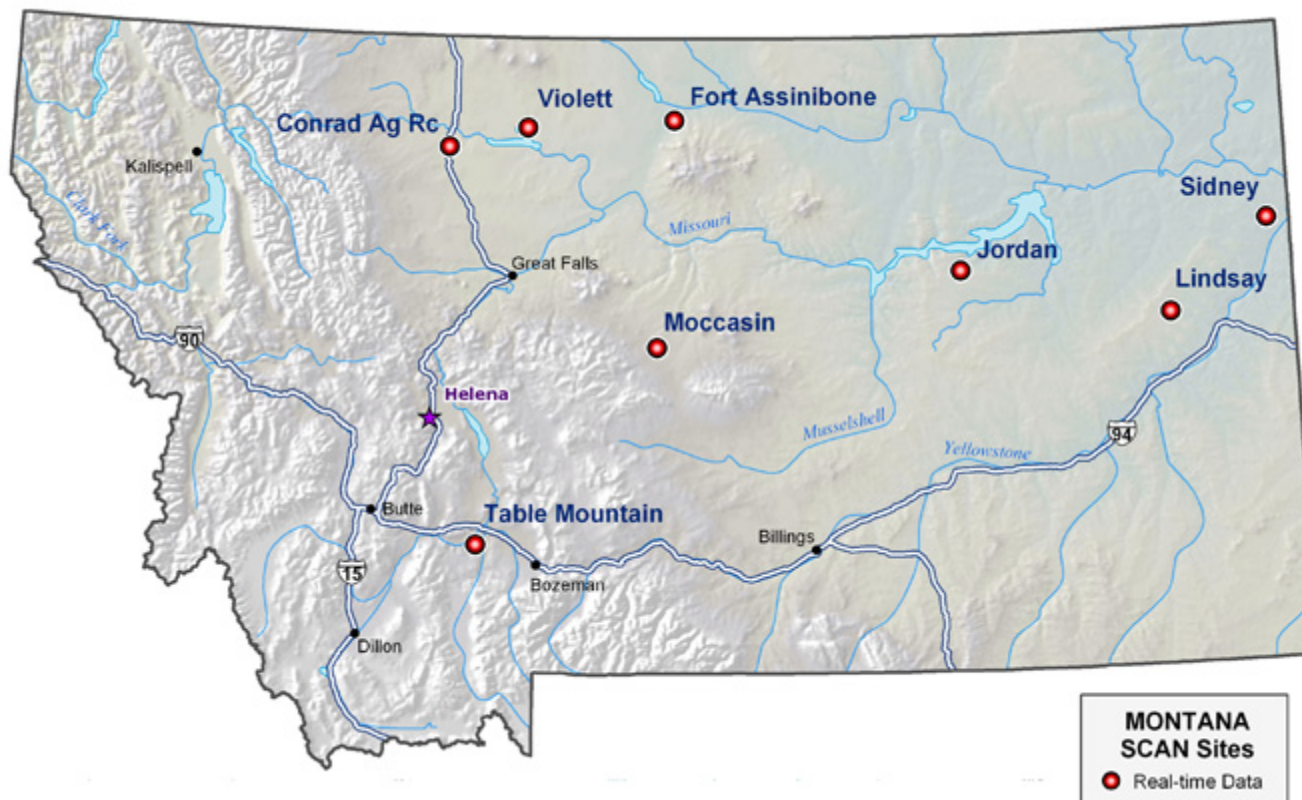 Violett
Fort Assinibone
Conrad Ag Rc
Kalispell
Sidney
Clark Fork
Missouri
Jordan
Great Falls
Lindsay
Moccasin
90
Helena
Musselshell
94
Yellowstone
Butte
Table Mountain
Billings
15
Bozeman
Dillon
MONTANA
SCAN Sites
Real-time Data